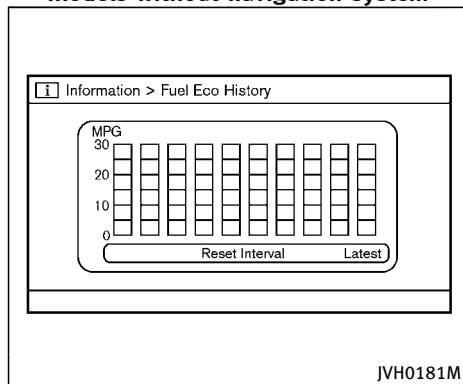 Models without navigation system
i Information > Fuel Eco History
MPG
30
20
10
0
Reset Interval Latest
JVH0181M